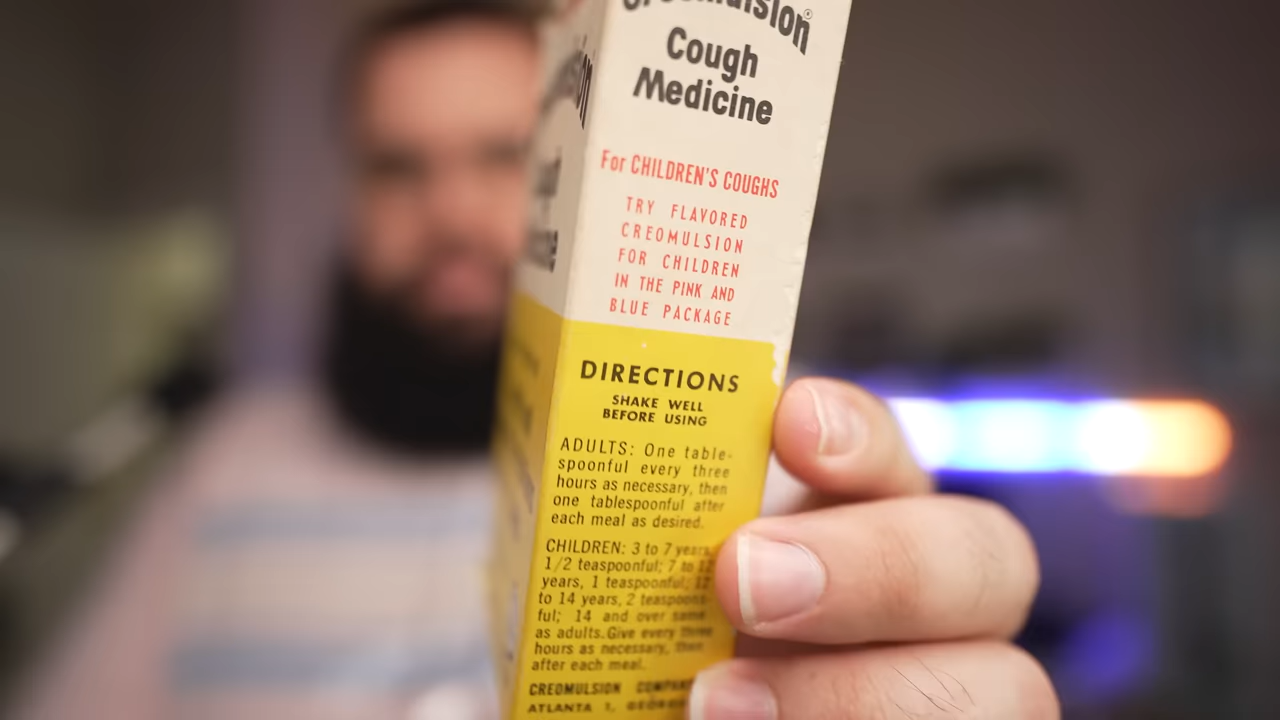 Creomulsion®
Cough
Medicine
For CHILDREN'S COUGHS
TRY FLAVORED
CREOMULSION
FOR CHILDREN
IN THE PINK AND
BLUE PACKAGE
DIRECTIONS
SHAKE WELL
BEFORE USING
ADULTS: One table-
spoonful every three
hours as necessary, then
one tablespoonful after
each meal as desired.
CHILDREN: 3 to 7 years,
1/2 teaspoonful; 7 to 12
years, 1 teaspoonful; 12
to 14 years, 2 teaspoons-
ful; 14 and over same
as adults. Give every three
hours as necessary, then
after each meal.
CREOMULSION COMPANY
ATLANTA 1, GEORGIA